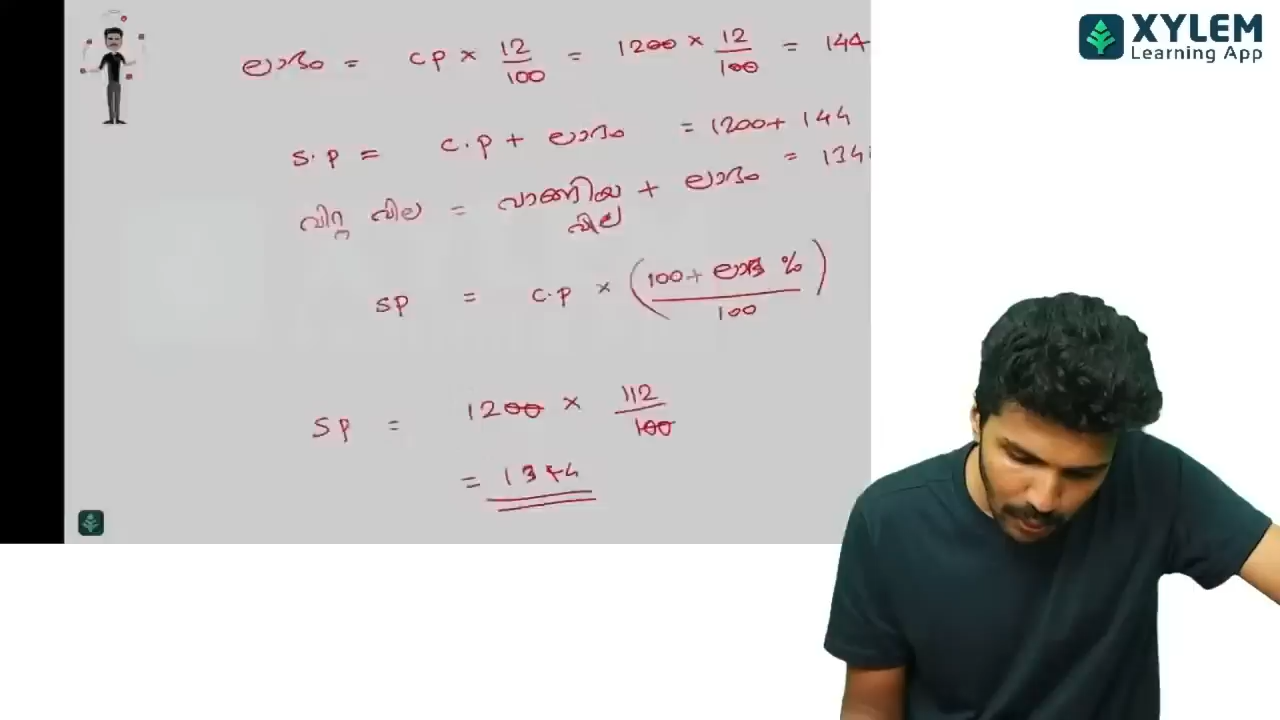 XYLEM
Learning App
ലാഭം = CP × 12/100 = 1200 × 12/100 = 144
S.P = C.P + ലാഭം = 1200 + 144
= 134
വിറ്റ വില = വാങ്ങിയ വില + ലാഭം
SP = C.P × (100 + ലാഭ %/100)
SP = 1200 × 112/100
= 1344